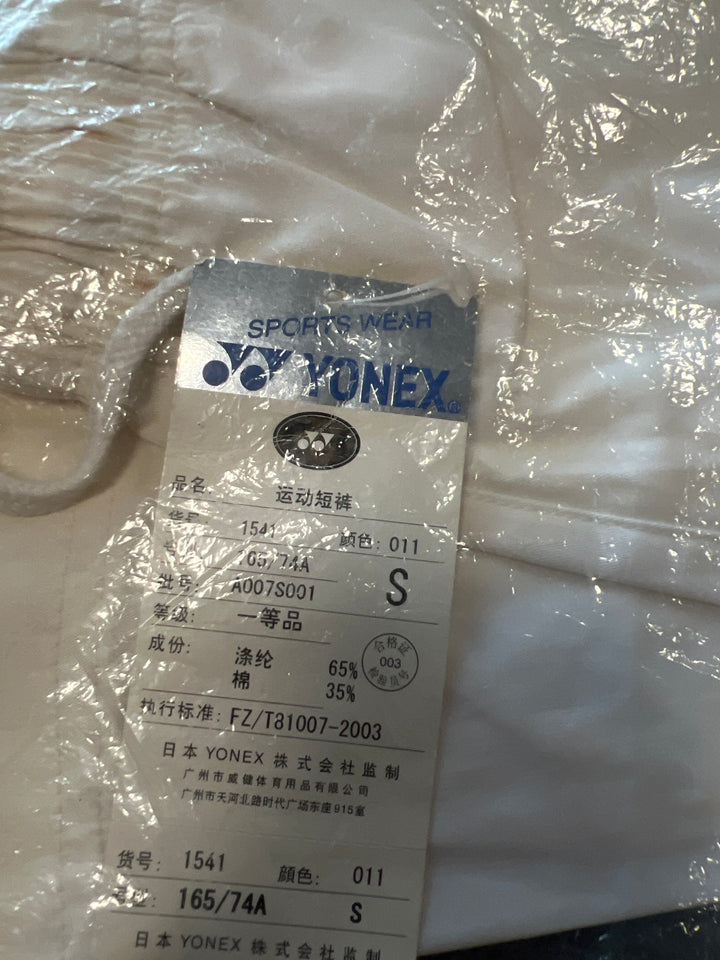 SPORTS WEAR
YONEX®
品名: 运动短裤
货号: 1541 颜色: 011
165/74A S
批号: A007S001
等级: 一等品
成份: 涤纶 65%
棉 35%
合格证
003
检验员号
执行标准: FZ/T81007-2003
日本 YONEX 株式会社监制
广州市威健体育用品有限公司
广州市天河北路时代广场东座915室
货号: 1541 顔色: 011
号型: 165/74A S
日本 YONEX 株式会社监制